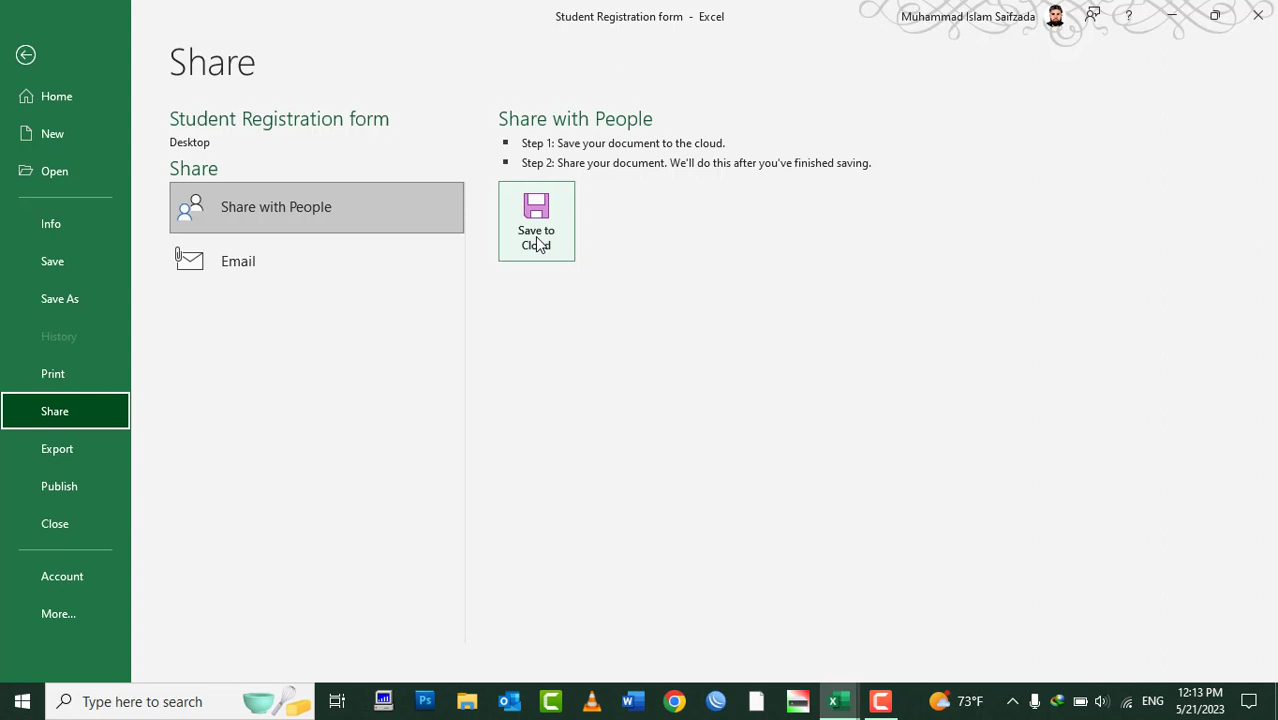 Student Registration form - Excel
Muhammad Islam Saifzada
?
Share
Home
New
Open
Info
Save
Save As
History
Print
Share
Export
Publish
Close
Account
More...
Student Registration form
Desktop
Share
Share with People
Email
Share with People
Step 1: Save your document to the cloud.
Step 2: Share your document. We'll do this after you've finished saving.
Save to
Cloud
Type here to search
73°F
ENG
12:13 PM
5/21/2023